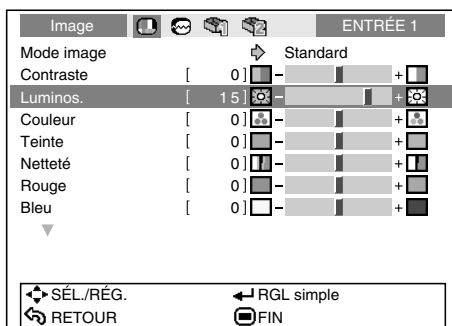 Image ENTRÉE 1
Mode image Standard
Contraste [ 0] - +
Luminos. [ 15] - +
Couleur [ 0] - +
Teinte [ 0] - +
Netteté [ 0] - +
Rouge [ 0] - +
Bleu [ 0] - +
SÉL./RÉG. RGL simple
RETOUR FIN